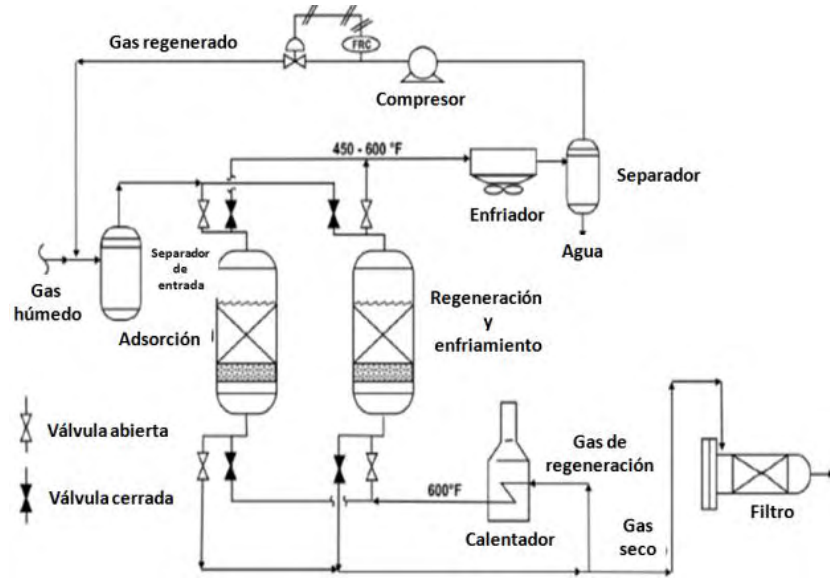 Gas regenerado
FRC
Compresor
450 - 600 °F
Separador
Enfriador
Agua
Separador
de
entrada
Gas
húmedo
Adsorción
Regeneración
y
enfriamiento
Válvula abierta
Válvula cerrada
600°F
Calentador
Gas de
regeneración
Gas
seco
Filtro